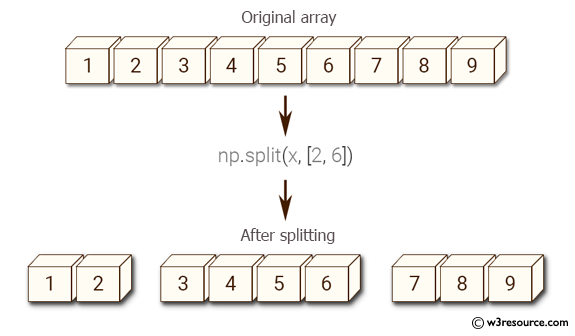 Original array
1 2 3 4 5 6 7 8 9
np.split(x, [2, 6])
After splitting
1 2 3 4 5 6 7 8 9
© w3resource.com